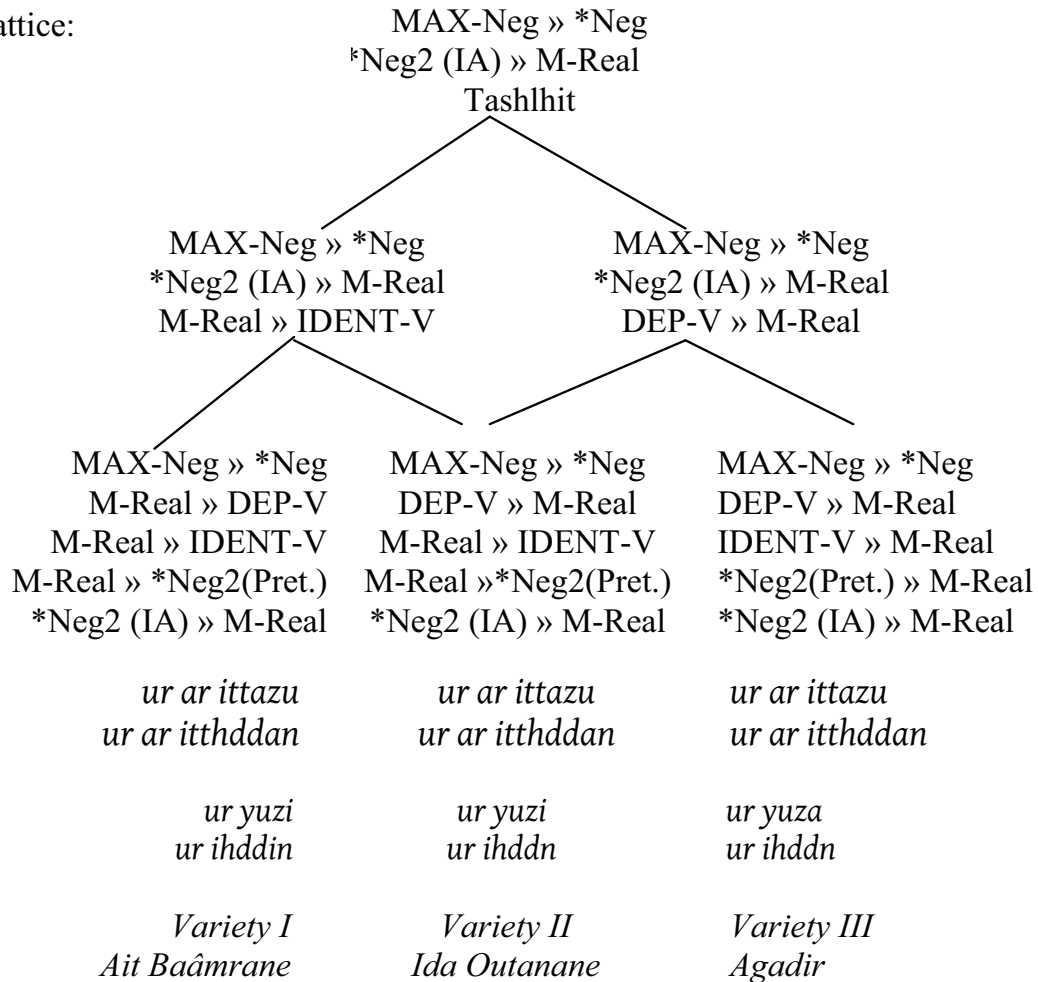 attice:
MAX-Neg » *Neg
*Neg2 (IA) » M-Real
Tashlhit
MAX-Neg » *Neg MAX-Neg » *Neg
*Neg2 (IA) » M-Real *Neg2 (IA) » M-Real
M-Real » IDENT-V DEP-V » M-Real
MAX-Neg » *Neg MAX-Neg » *Neg MAX-Neg » *Neg
M-Real » DEP-V DEP-V » M-Real DEP-V » M-Real
M-Real » IDENT-V M-Real » IDENT-V IDENT-V » M-Real
M-Real » *Neg2(Pret.) M-Real »*Neg2(Pret.) *Neg2(Pret.) » M-Real
*Neg2 (IA) » M-Real *Neg2 (IA) » M-Real *Neg2 (IA) » M-Real
ur ar ittazu ur ar ittazu ur ar ittazu
ur ar itthddan ur ar itthddan ur ar itthddan
ur yuzi ur yuzi ur yuza
ur ihddin ur ihddn ur ihddn
Variety I Variety II Variety III
Ait Baâmrane Ida Outanane Agadir